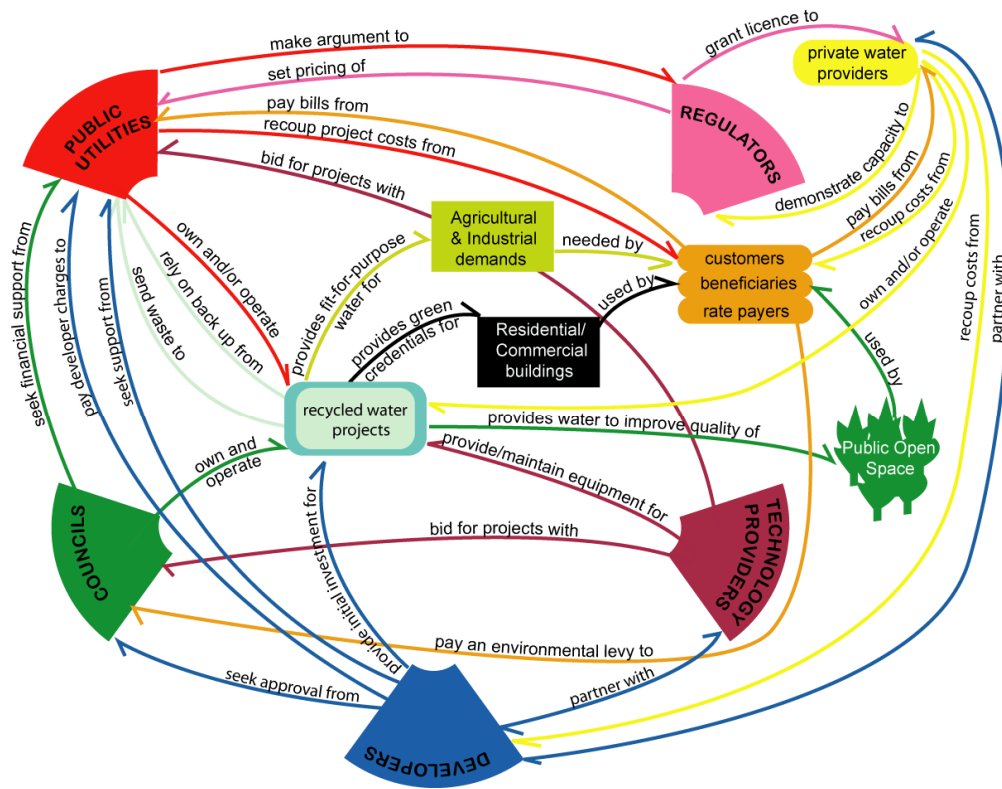 make argument to
grant licence to
private water
providers
set pricing of
PUBLIC
UTILITIES
REGULATORS
pay bills from
recoup project costs from
bid for projects with
demonstrate capacity to
pay bills from
recoup costs from
own and/or operate
recoup costs from
partner with
Agricultural
& Industrial
demands
needed by
customers
beneficiaries
rate payers
own and/or operate
rely on back up from
send waste to
provides fit-for-purpose
water for
provides green
credentials for
Residential/
Commercial
buildings
used by
used by
seek financial support from
pay developer charges to
seek support from
recycled water
projects
provides water to improve quality of
Public Open
Space
own and
operate
provide/maintain equipment for
COUNCILS
bid for projects with
TECHNOLOGY
PROVIDERS
provide initial investment for
pay an environmental levy to
seek approval from
partner with
DEVELOPERS